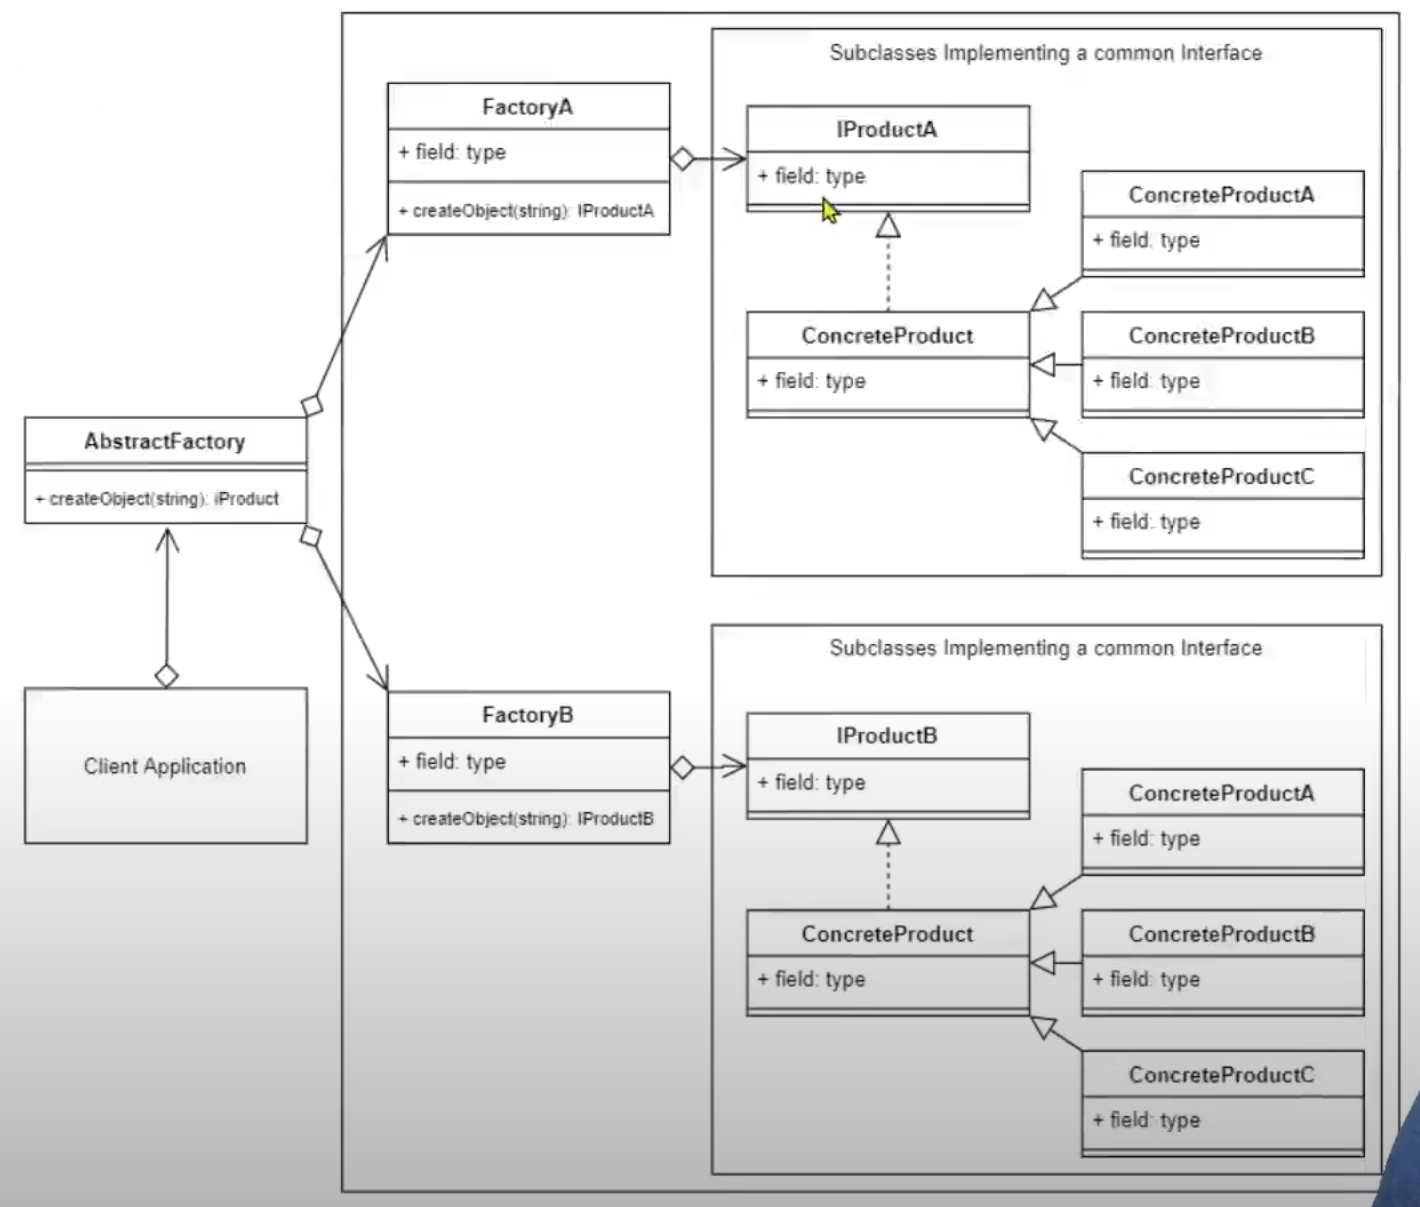 Subclasses Implementing a common Interface
FactoryA
+ field: type
+ createObject(string): IProductA
IProductA
+ field: type
ConcreteProductA
+ field: type
ConcreteProduct
+ field: type
ConcreteProductB
+ field: type
ConcreteProductC
+ field: type
AbstractFactory
+ createObject(string): iProduct
Client Application
Subclasses Implementing a common Interface
FactoryB
+ field: type
+ createObject(string): IProductB
IProductB
+ field: type
ConcreteProductA
+ field: type
ConcreteProduct
+ field: type
ConcreteProductB
+ field: type
ConcreteProductC
+ field: type